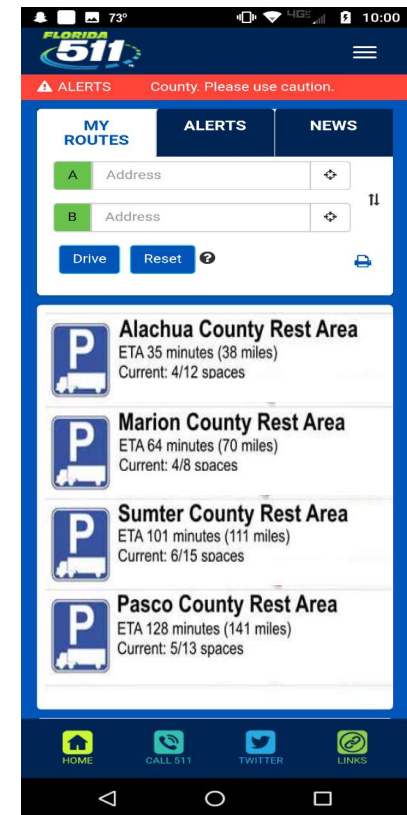 73° 4GE 10:00
FLORIDA
511
ALERTS County. Please use caution.
MY ROUTES
ALERTS
NEWS
A Address
B Address
Drive Reset ?
P
Alachua County Rest Area
ETA 35 minutes (38 miles)
Current: 4/12 spaces
P
Marion County Rest Area
ETA 64 minutes (70 miles)
Current: 4/8 spaces
P
Sumter County Rest Area
ETA 101 minutes (111 miles)
Current: 6/15 spaces
P
Pasco County Rest Area
ETA 128 minutes (141 miles)
Current: 5/13 spaces
HOME CALL 511 TWITTER LINKS